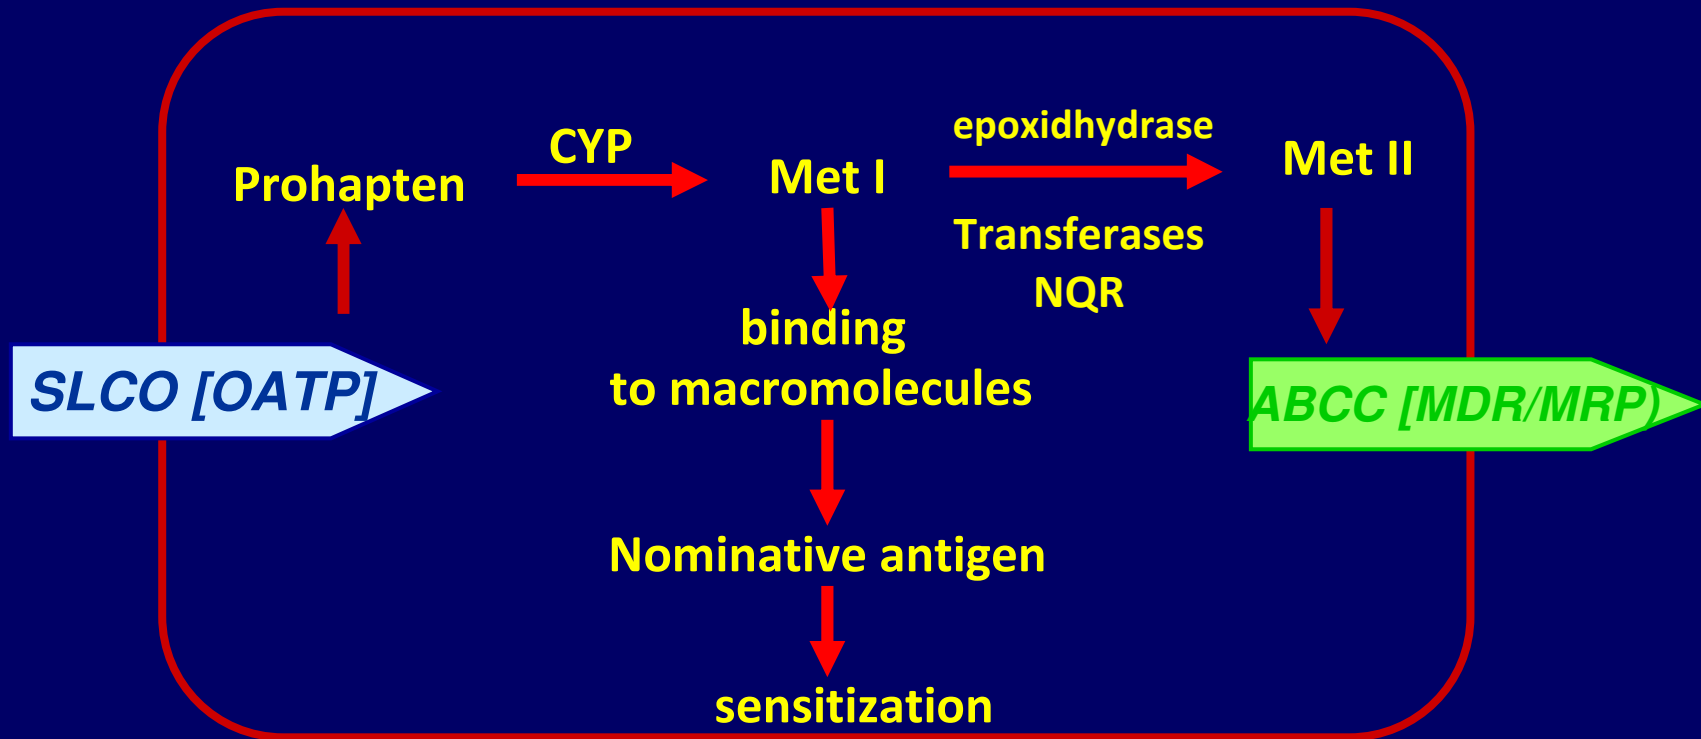 Prohapten
CYP
Met I
epoxidhydrase
Met II
Transferases
NQR
SLCO [OATP]
binding
to macromolecules
ABCC [MDR/MRP)
Nominative antigen
sensitization